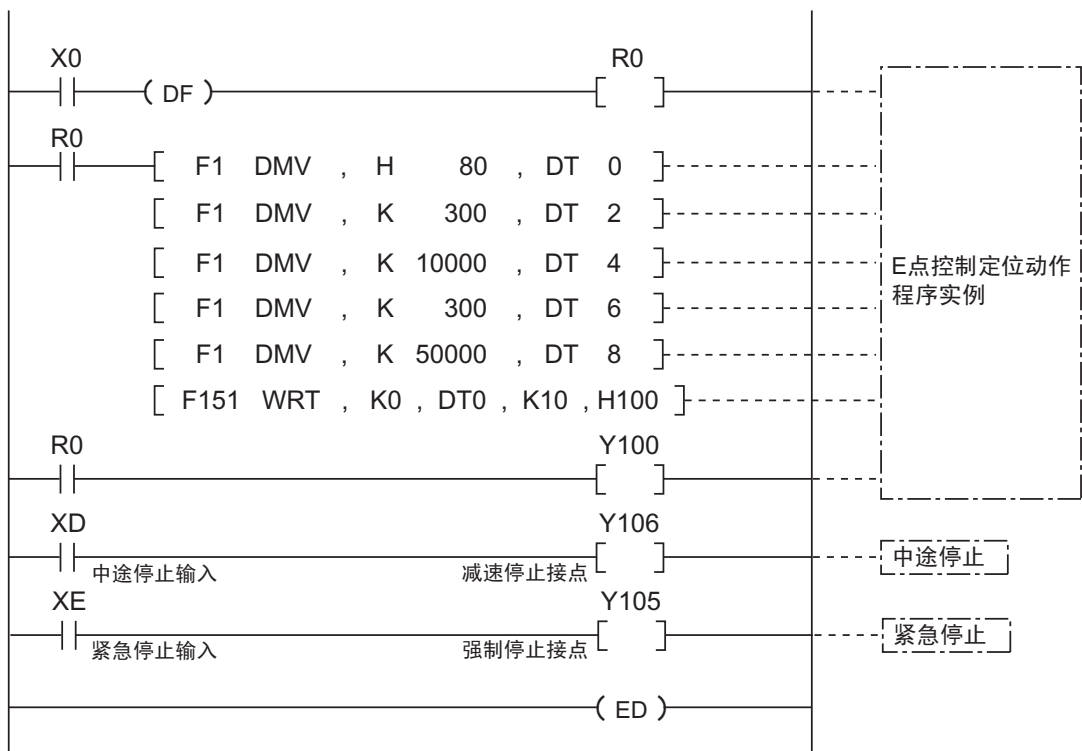 X0
R0
( DF )
R0
[ F1 DMV , H 80 , DT 0 ]
[ F1 DMV , K 300 , DT 2 ]
[ F1 DMV , K 10000 , DT 4 ]
E点控制定位动作
程序实例
[ F1 DMV , K 300 , DT 6 ]
[ F1 DMV , K 50000 , DT 8 ]
[ F151 WRT , K0 , DT0 , K10 , H100 ]
R0
Y100
XD
Y106
中途停止输入
减速停止接点
中途停止
XE
Y105
紧急停止输入
强制停止接点
紧急停止
( ED )